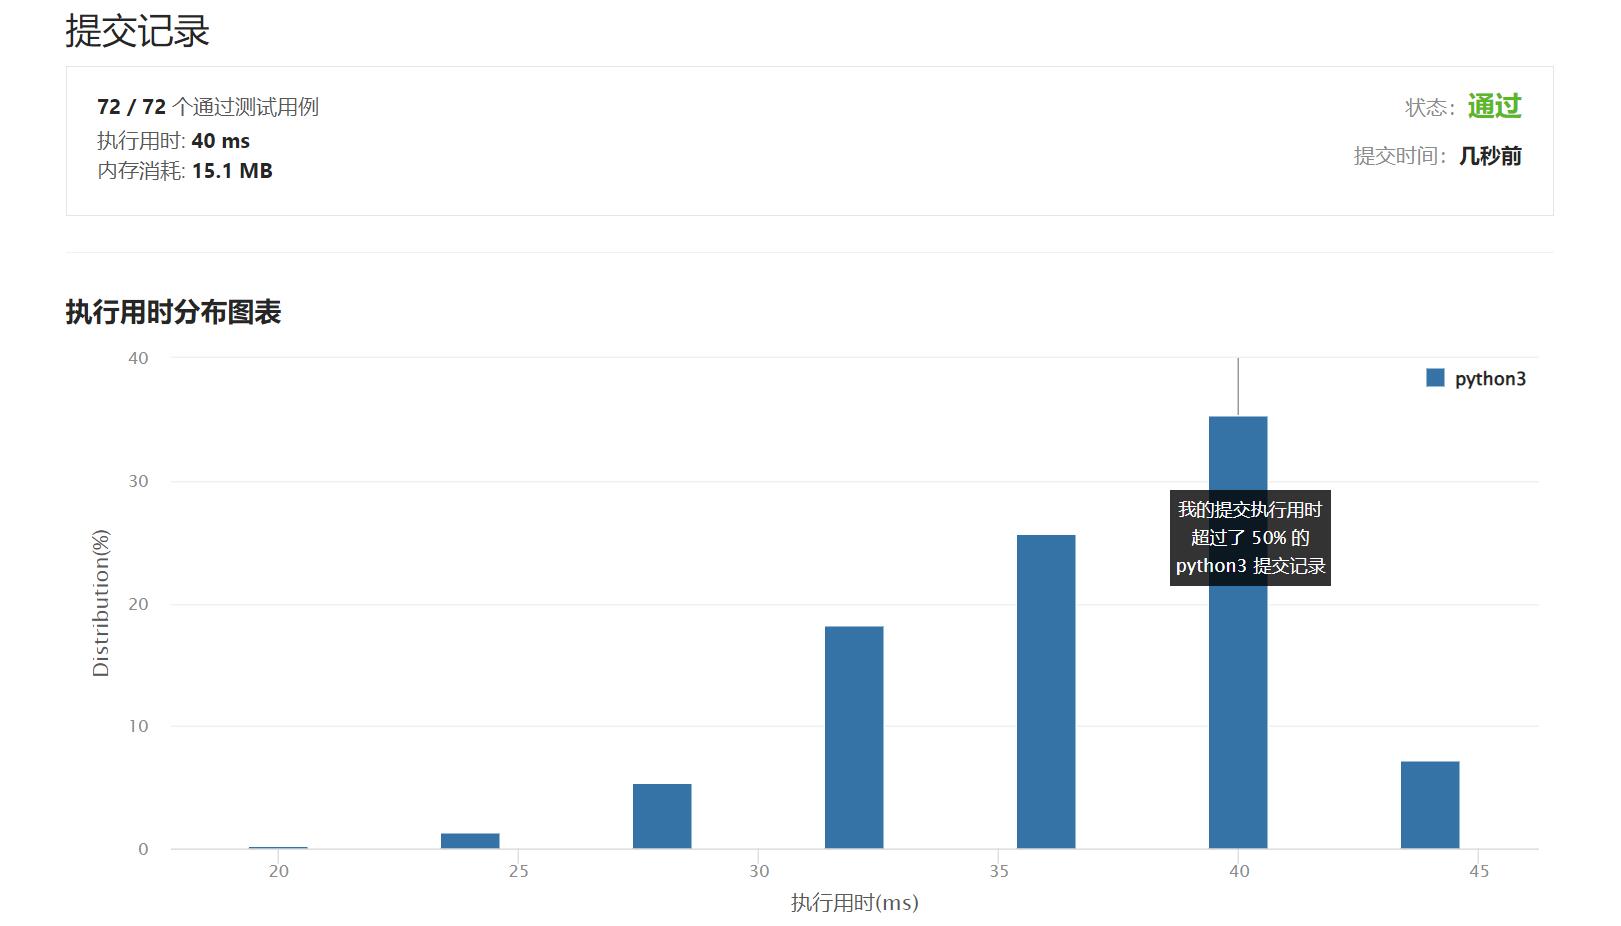 提交记录
72 / 72 个通过测试用例
状态：通过
执行用时: 40 ms
提交时间：几秒前
内存消耗: 15.1 MB
执行用时分布图表
40
python3
30
我的提交执行用时
超过了 50% 的
python3 提交记录
Distribution(%)
20
10
0
20
25
30
35
40
45
执行用时(ms)